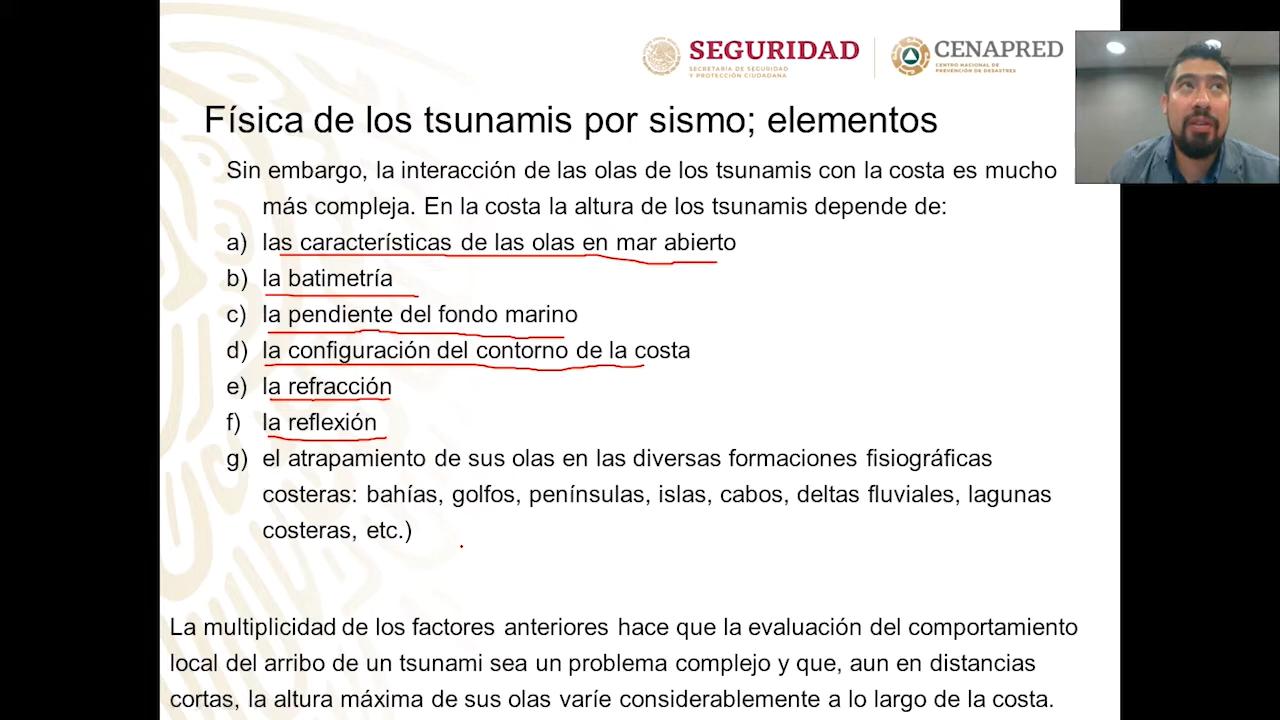 SEGURIDAD
SECRETARÍA DE SEGURIDAD
Y PROTECCIÓN CIUDADANA
CENAPRED
CENTRO NACIONAL DE
PREVENCIÓN DE DESASTRES
Física de los tsunamis por sismo; elementos
Sin embargo, la interacción de las olas de los tsunamis con la costa es mucho
más compleja. En la costa la altura de los tsunamis depende de:
a) las características de las olas en mar abierto
b) la batimetría
c) la pendiente del fondo marino
d) la configuración del contorno de la costa
e) la refracción
f) la reflexión
g) el atrapamiento de sus olas en las diversas formaciones fisiográficas
costeras: bahías, golfos, penínsulas, islas, cabos, deltas fluviales, lagunas
costeras, etc.)
La multiplicidad de los factores anteriores hace que la evaluación del comportamiento
local del arribo de un tsunami sea un problema complejo y que, aun en distancias
cortas, la altura máxima de sus olas varíe considerablemente a lo largo de la costa.